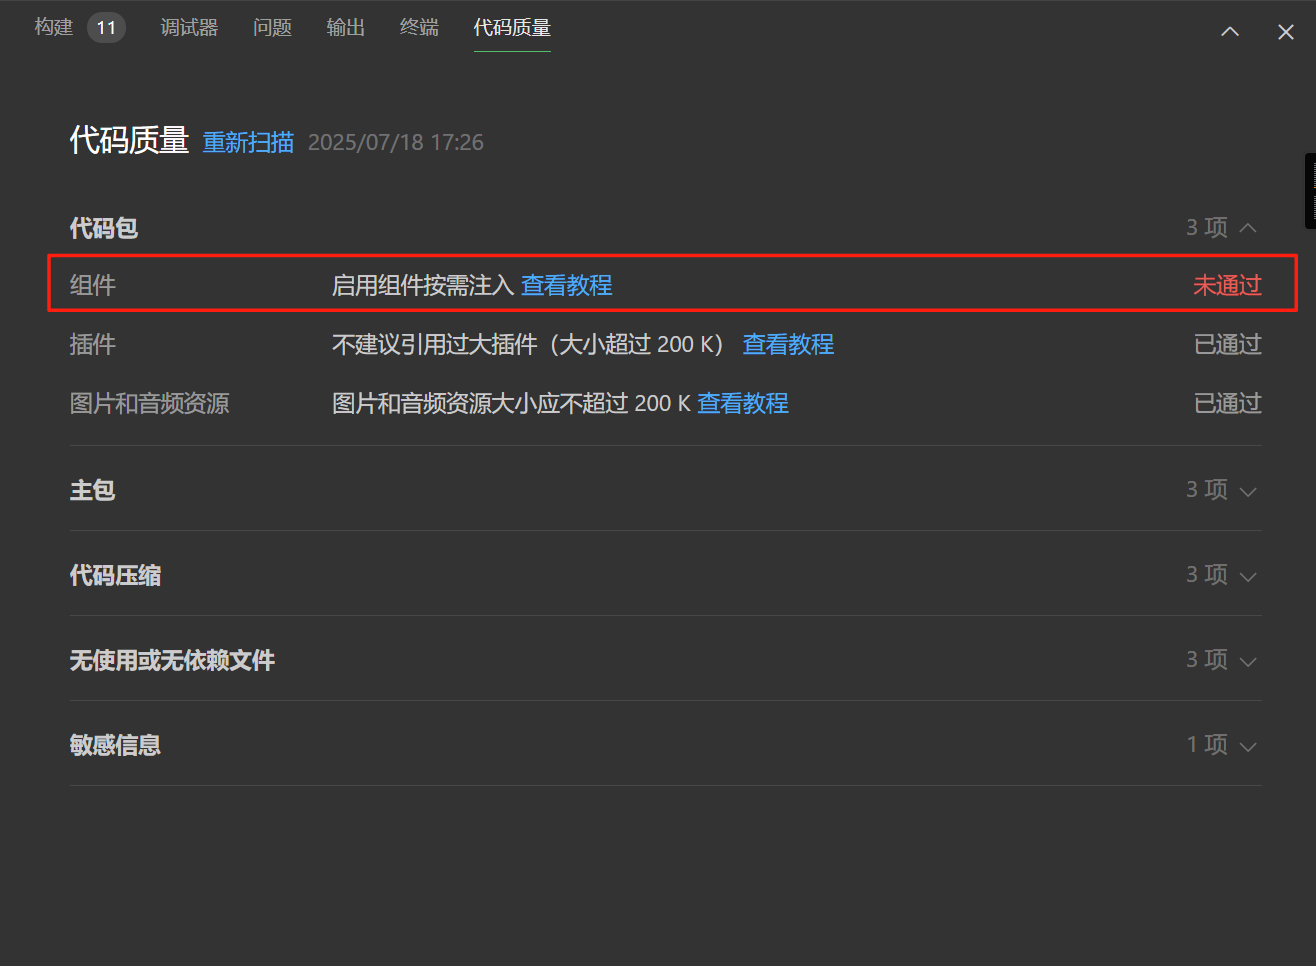 构建 11 调试器 问题 输出 终端 代码质量
代码质量 重新扫描 2025/07/18 17:26
代码包 3 项
组件 启用组件按需注入 查看教程 未通过
插件 不建议引用过大插件（大小超过 200 K） 查看教程 已通过
图片和音频资源 图片和音频资源大小应不超过 200 K 查看教程 已通过
主包 3 项
代码压缩 3 项
无使用或无依赖文件 3 项
敏感信息 1 项